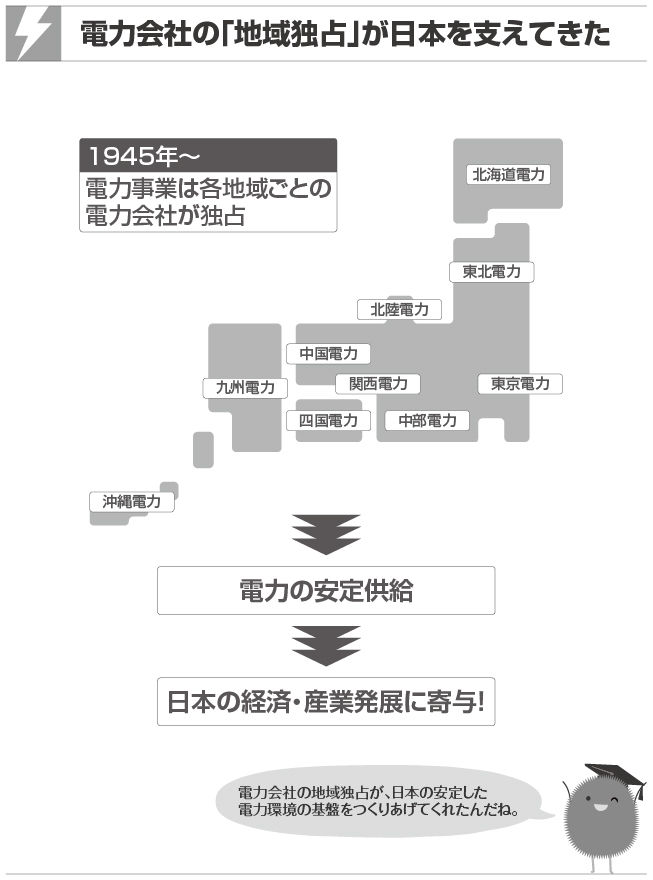 電力会社の「地域独占」が日本を支えてきた
1945年〜
電力事業は各地域ごとの
電力会社が独占
北海道電力
東北電力
北陸電力
中国電力
九州電力
関西電力
東京電力
四国電力
中部電力
沖縄電力
電力の安定供給
日本の経済・産業発展に寄与!
電力会社の地域独占が、日本の安定した
電力環境の基盤をつくりあげてくれたんだね。